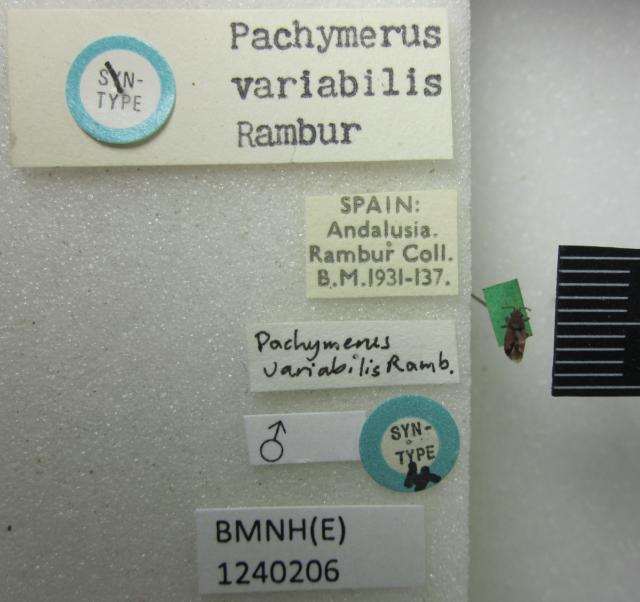 SYN-
TYPE
Pachymerus
variabilis
Rambur
SPAIN:
Andalusia.
Rambur Coll.
B.M.1931-137.
Pachymerus
variabilis Ramb.
♂
SYN-
TYPE
BMNH(E)
1240206